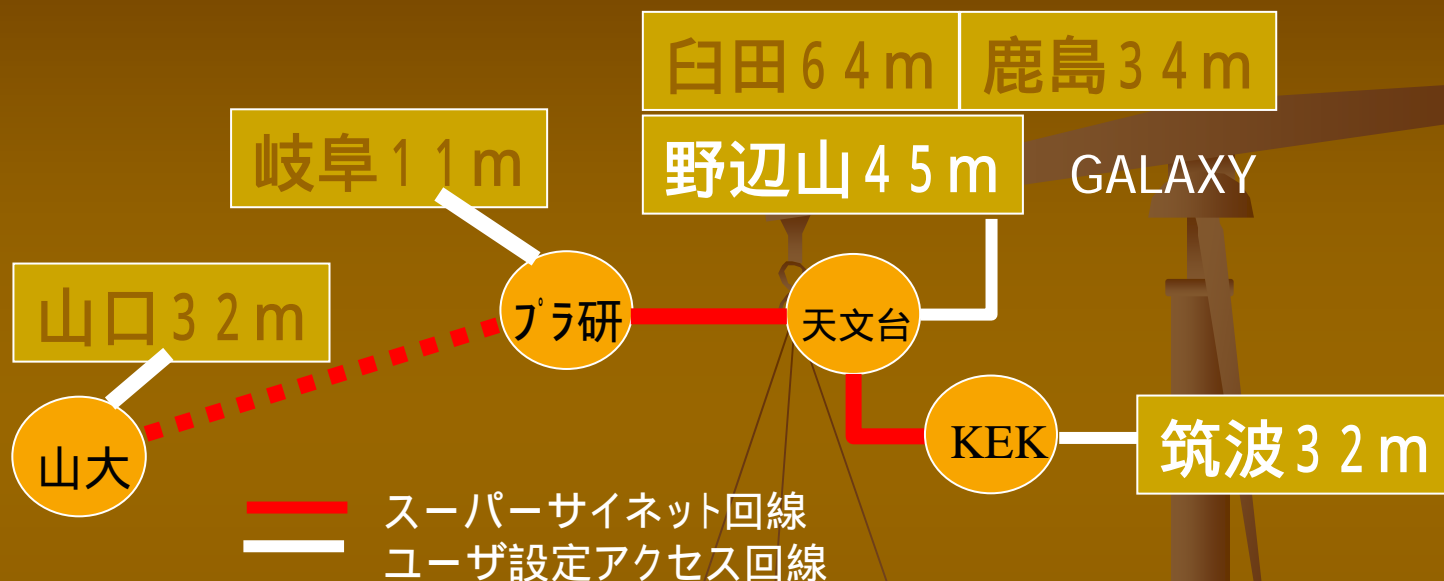 臼田64m
鹿島34m
岐阜11m
野辺山45m
GALAXY
山口32m
プラ研
天文台
山大
KEK
筑波32m
スーパーサイネット回線
ユーザ設定アクセス回線